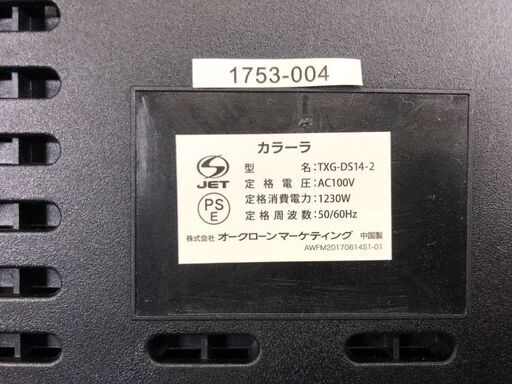 1753-004
カラーラ
JET
型名:TXG-DS14-2
定格電圧:AC100V
PSE
定格消費電力:1230W
定格周波数:50/60Hz
株式会社 オークローンマーケティング 中国製
AWFM20170614S1-01